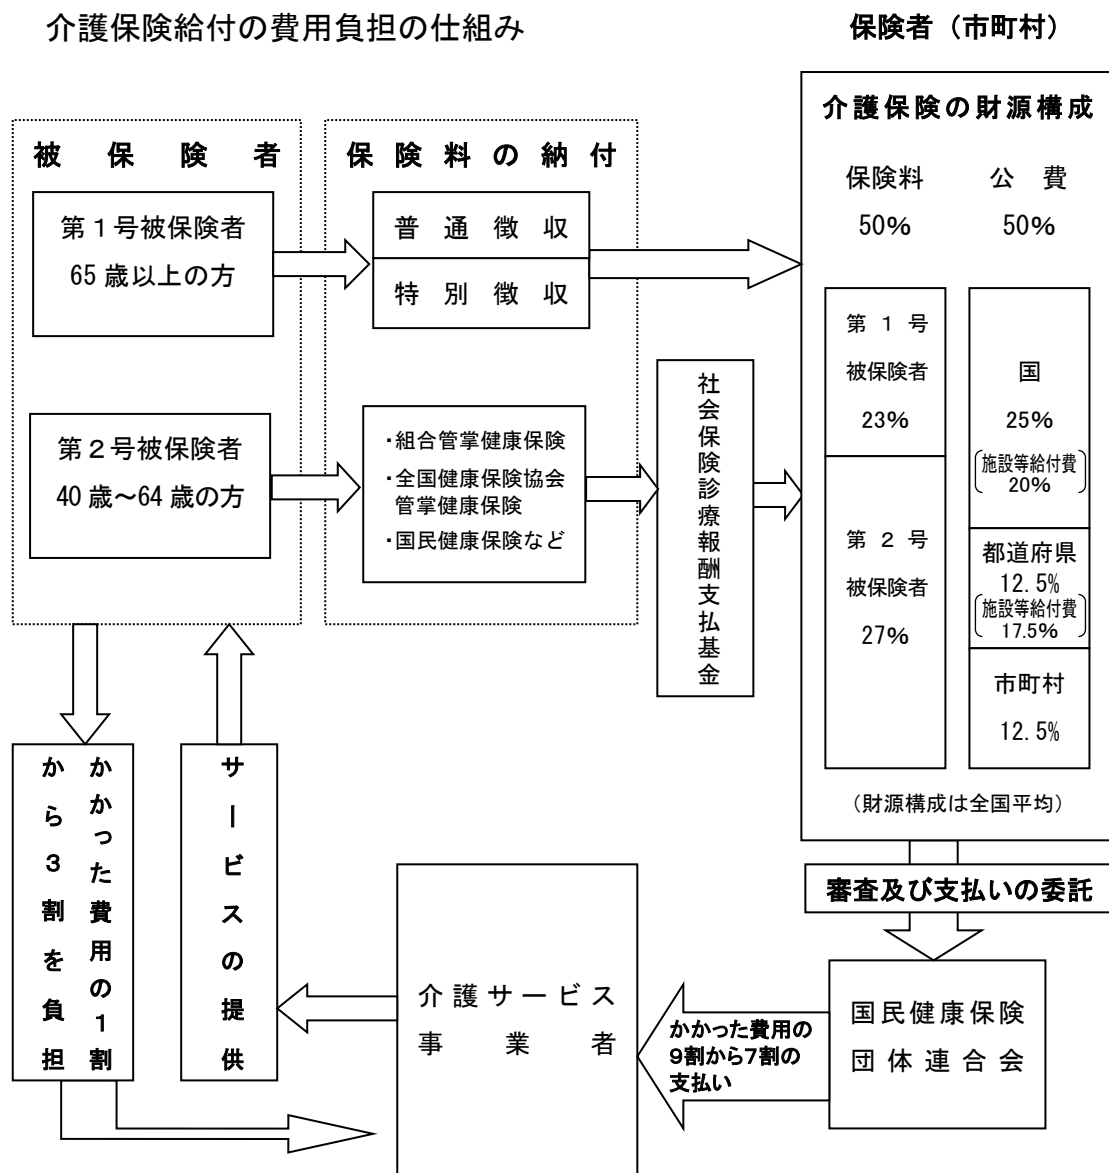 介護保険給付の費用負担の仕組み
保険者（市町村）
被保険者
第１号被保険者
65歳以上の方
第２号被保険者
40歳～64歳の方
保険料の納付
普通徴収
特別徴収
・組合管掌健康保険
・全国健康保険協会
管掌健康保険
・国民健康保険など
社会保険診療報酬支払基金
介護保険の財源構成
保険料
50%
公費
50%
第１号
被保険者
23%
第２号
被保険者
27%
国
25%
〔施設等給付費〕
20%
都道府県
12.5%
〔施設等給付費〕
17.5%
市町村
12.5%
（財源構成は全国平均）
審査及び支払いの委託
国民健康保険
団体連合会
かかった費用の
9割から7割の
支払い
介護サービス
事業者
サービスの提供
かかった費用の１割
から３割を負担